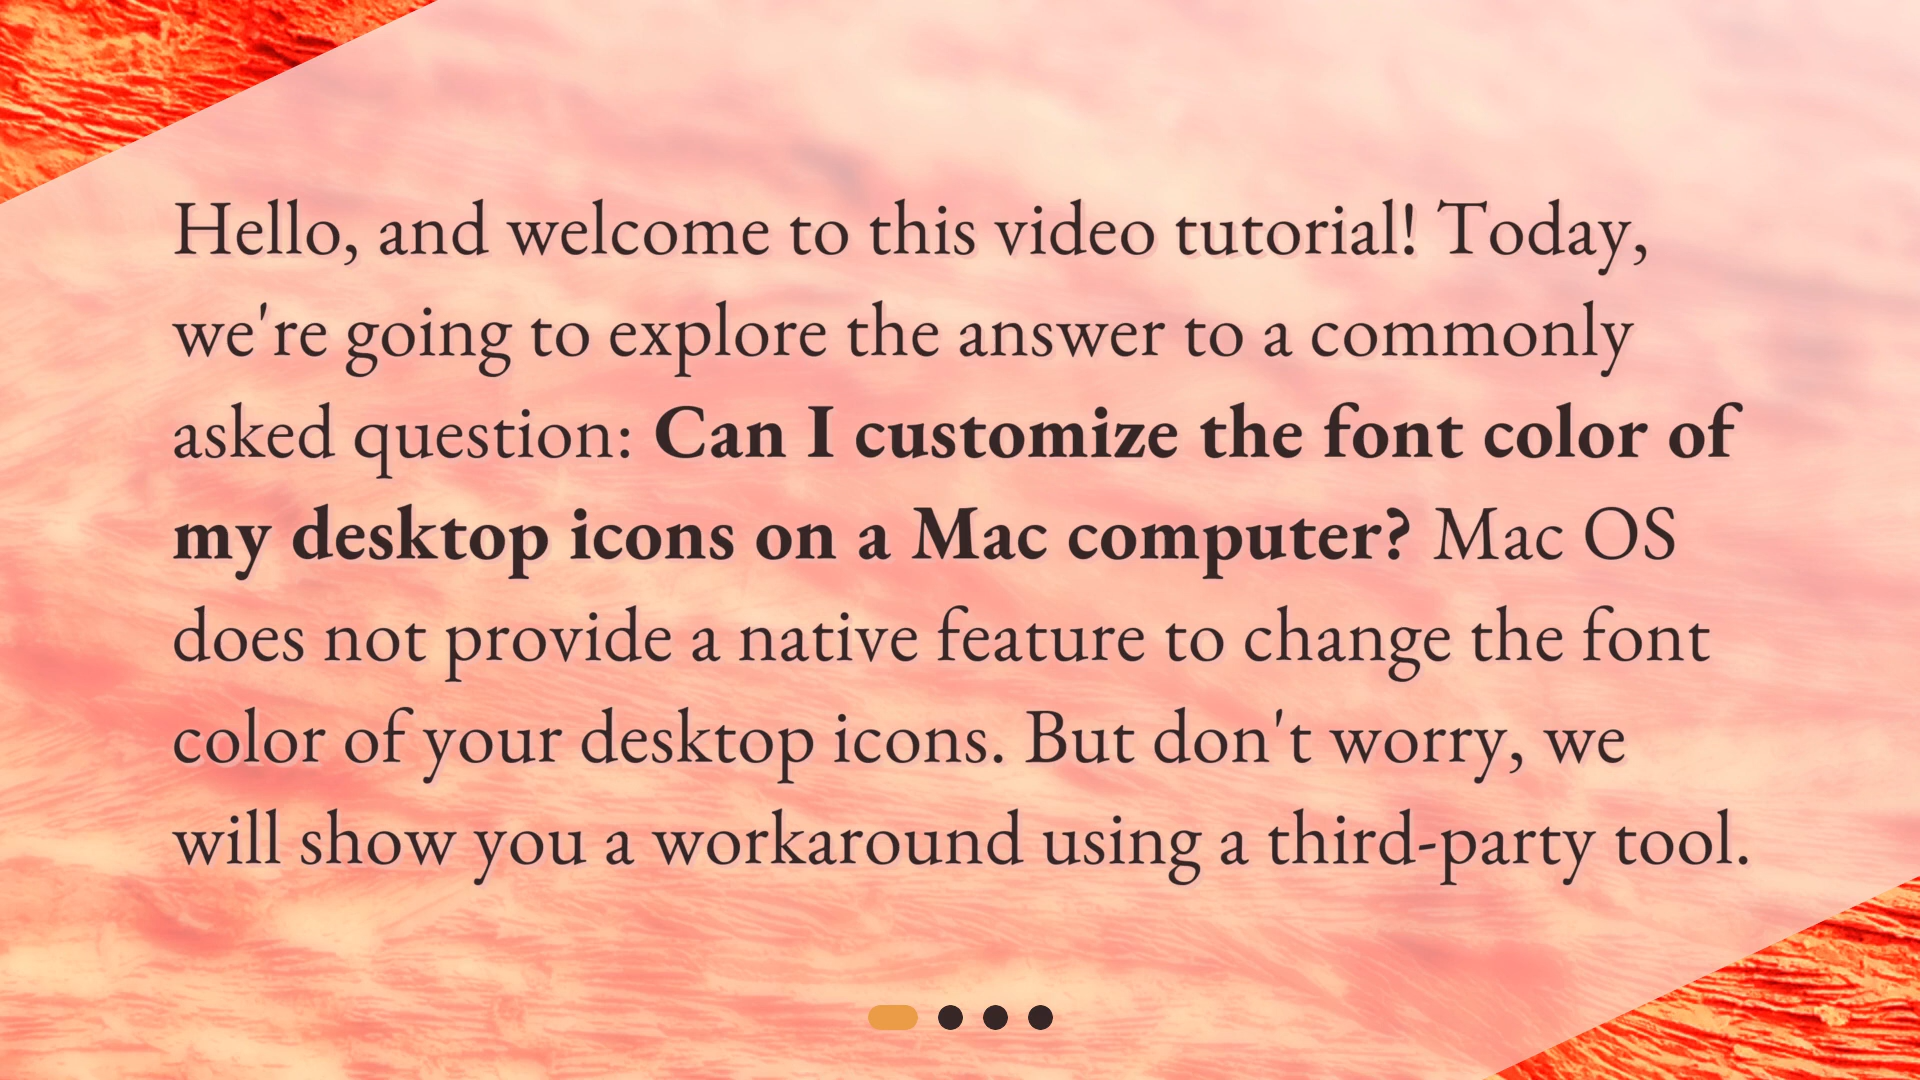 Hello, and welcome to this video tutorial! Today,
we're going to explore the answer to a commonly
asked question: Can I customize the font color of
my desktop icons on a Mac computer? Mac OS
does not provide a native feature to change the font
color of your desktop icons. But don't worry, we
will show you a workaround using a third-party tool.